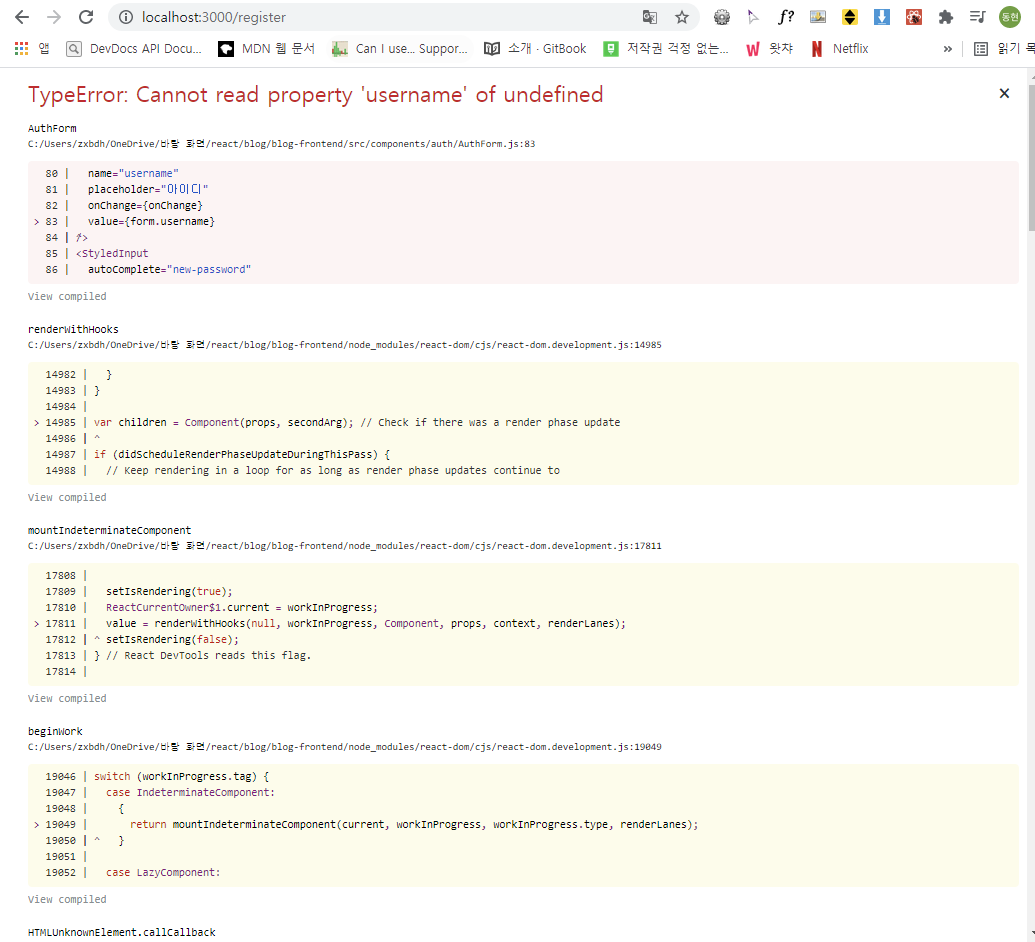 localhost:3000/register
f?
동현
앱 DevDocs API Docu... MDN 웹 문서 Can I use... Suppor... 소개 · GitBook 저작권 걱정 없는... 왓챠 Netflix » 읽기 목
TypeError: Cannot read property 'username' of undefined
AuthForm
C:/Users/zxbdh/OneDrive/바탕 화면/react/blog/blog-frontend/src/components/auth/AuthForm.js:83
80 | name="username"
81 | placeholder="아이디"
82 | onChange={onChange}
> 83 | value={form.username}
84 | />
85 | <StyledInput
86 | autoComplete="new-password"
View compiled
renderWithHooks
C:/Users/zxbdh/OneDrive/바탕 화면/react/blog/blog-frontend/node_modules/react-dom/cjs/react-dom.development.js:14985
14982 | }
14983 | }
14984 |
> 14985 | var children = Component(props, secondArg); // Check if there was a render phase update
14986 | ^
14987 | if (didScheduleRenderPhaseUpdateDuringThisPass) {
14988 | // Keep rendering in a loop for as long as render phase updates continue to
View compiled
mountIndeterminateComponent
C:/Users/zxbdh/OneDrive/바탕 화면/react/blog/blog-frontend/node_modules/react-dom/cjs/react-dom.development.js:17811
17808 |
17809 | setIsRendering(true);
17810 | ReactCurrentOwner$1.current = workInProgress;
> 17811 | value = renderWithHooks(null, workInProgress, Component, props, context, renderLanes);
17812 | ^ setIsRendering(false);
17813 | } // React DevTools reads this flag.
17814 |
View compiled
beginWork
C:/Users/zxbdh/OneDrive/바탕 화면/react/blog/blog-frontend/node_modules/react-dom/cjs/react-dom.development.js:19049
19046 | switch (workInProgress.tag) {
19047 | case IndeterminateComponent:
19048 | {
> 19049 | return mountIndeterminateComponent(current, workInProgress, workInProgress.type, renderLanes);
19050 | ^ }
19051 |
19052 | case LazyComponent:
View compiled
HTMLUnknownElement.callCallback